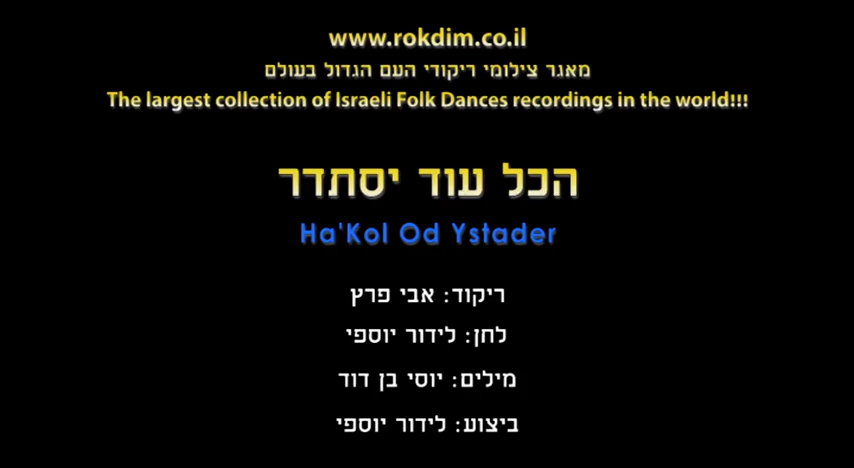 www.rokdim.co.il
מאגר צילומי ריקודי העם הגדול בעולם
The largest collection of Israeli Folk Dances recordings in the world!!!
הכל עוד יסתדר
Ha'Kol Od Ystader
ריקוד: אבי פרץ
לחן: לידור יוספי
מילים: יוסי בן דוד
ביצוע: לידור יוספי